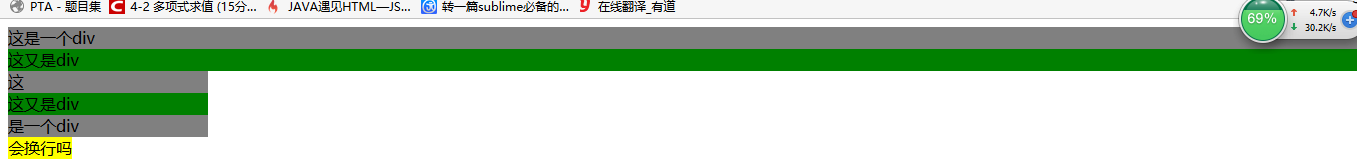 PTA - 题目集 4-2 多项式求值 (15分... JAVA遇见HTML—JS... 转一篇sublime必备的... 在线翻译_有道
69% 4.7K/s
30.2K/s
这是一个div
这又是div
这
这又是div
是一个div
会换行吗